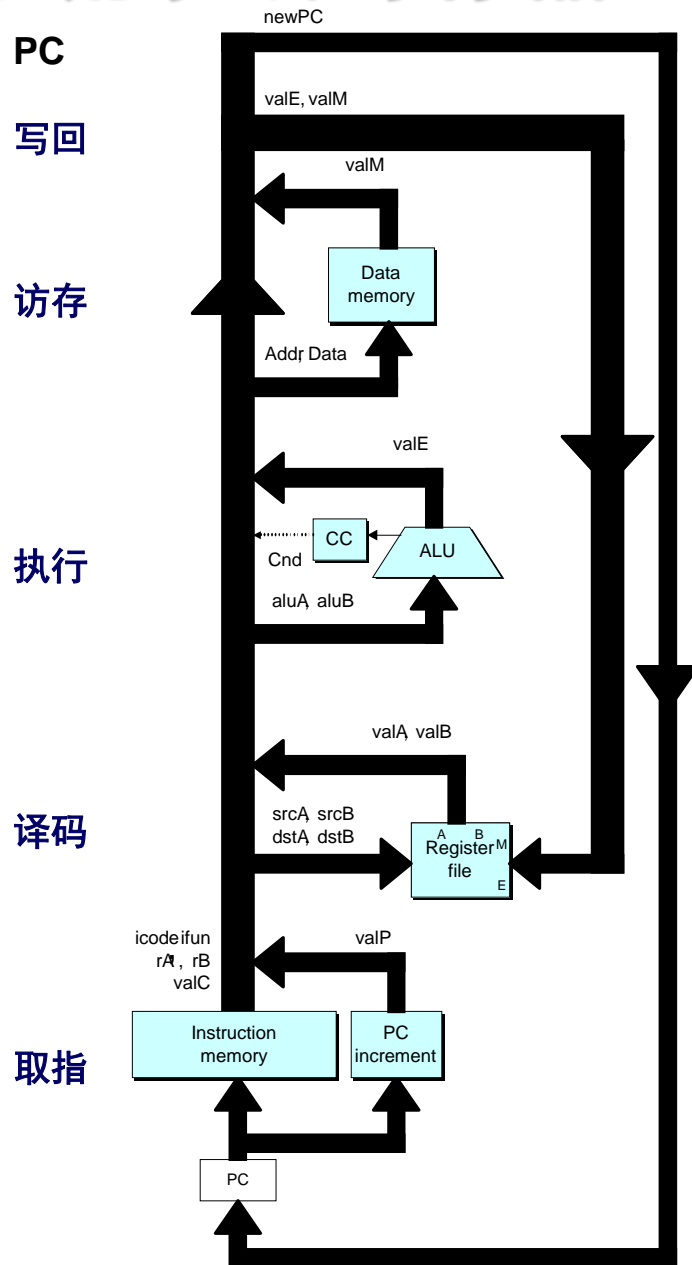 newPC
PC
valE, valM
写回
valM
Data
memory
访存
Addr, Data
valE
CC
ALU
Cnd
执行
aluA, aluB
valA, valB
srcA, srcB
dstA, dstB
A B
M
Register
file
E
译码
icode ifun
rA, rB
valC
valP
Instruction
memory
PC
increment
取指
PC